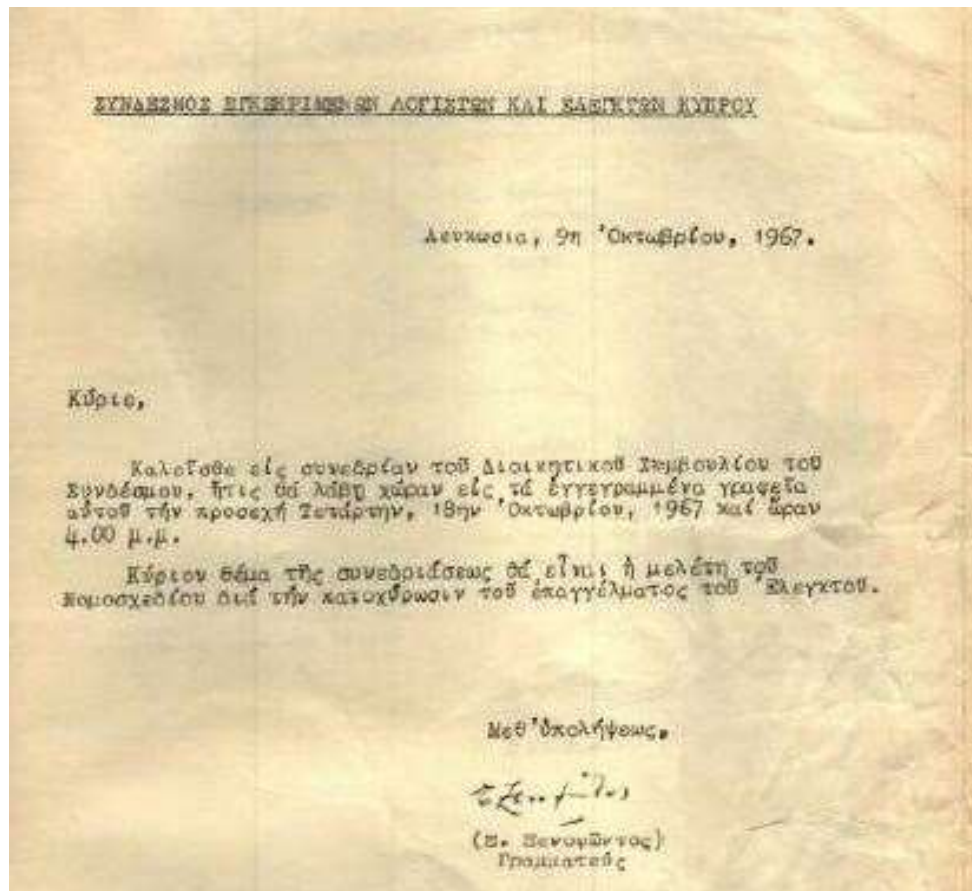 ΣΥΝΔΕΣΜΟΣ ΕΓΚΕΚΡΙΜΕΝΩΝ ΛΟΓΙΣΤΩΝ ΚΑΙ ΕΛΕΓΚΤΩΝ ΚΥΠΡΟΥ
Λευκωσία, 9η Ὀκτωβρίου, 1967.
Κύριε,
Καλεῖσθε εἰς συνεδρίαν τοῦ Διοικητικοῦ Συμβουλίου τοῦ
Συνδέσμου, ἥτις θά λάβῃ χώραν εἰς τά ἐγγεγραμμένα γραφεῖα
αὐτοῦ τήν προσεχῆ Τετάρτην, 18ην Ὀκτωβρίου, 1967 καί ὥραν
4.00 μ.μ.
Κύριον θέμα τῆς συνεδριάσεως θά εἶναι ἡ μελέτη τοῦ
Νομοσχεδίου διά τήν κατοχύρωσιν τοῦ ἐπαγγέλματος τοῦ Ἐλεγκτοῦ.
Μεθ' ὑπολήψεως,
Ξενοφῶντος)
Γραμματεύς